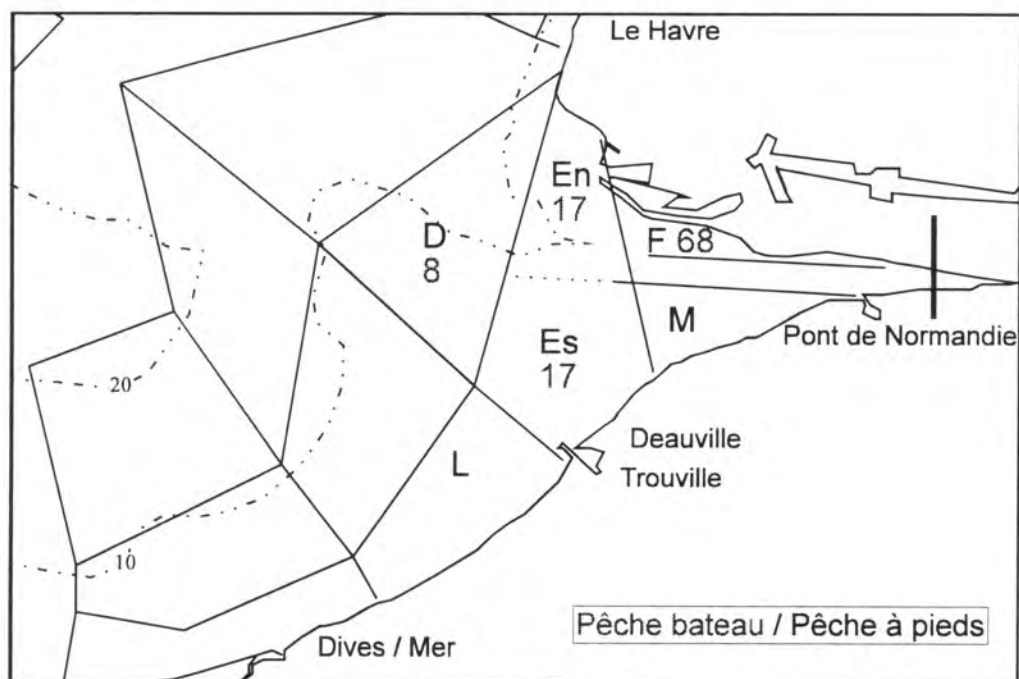 Le Havre
En
17
D
8
F 68
M
Pont de Normandie
Es
17
20
Deauville
Trouville
L
10
Pêche bateau / Pêche à pieds
Dives / Mer